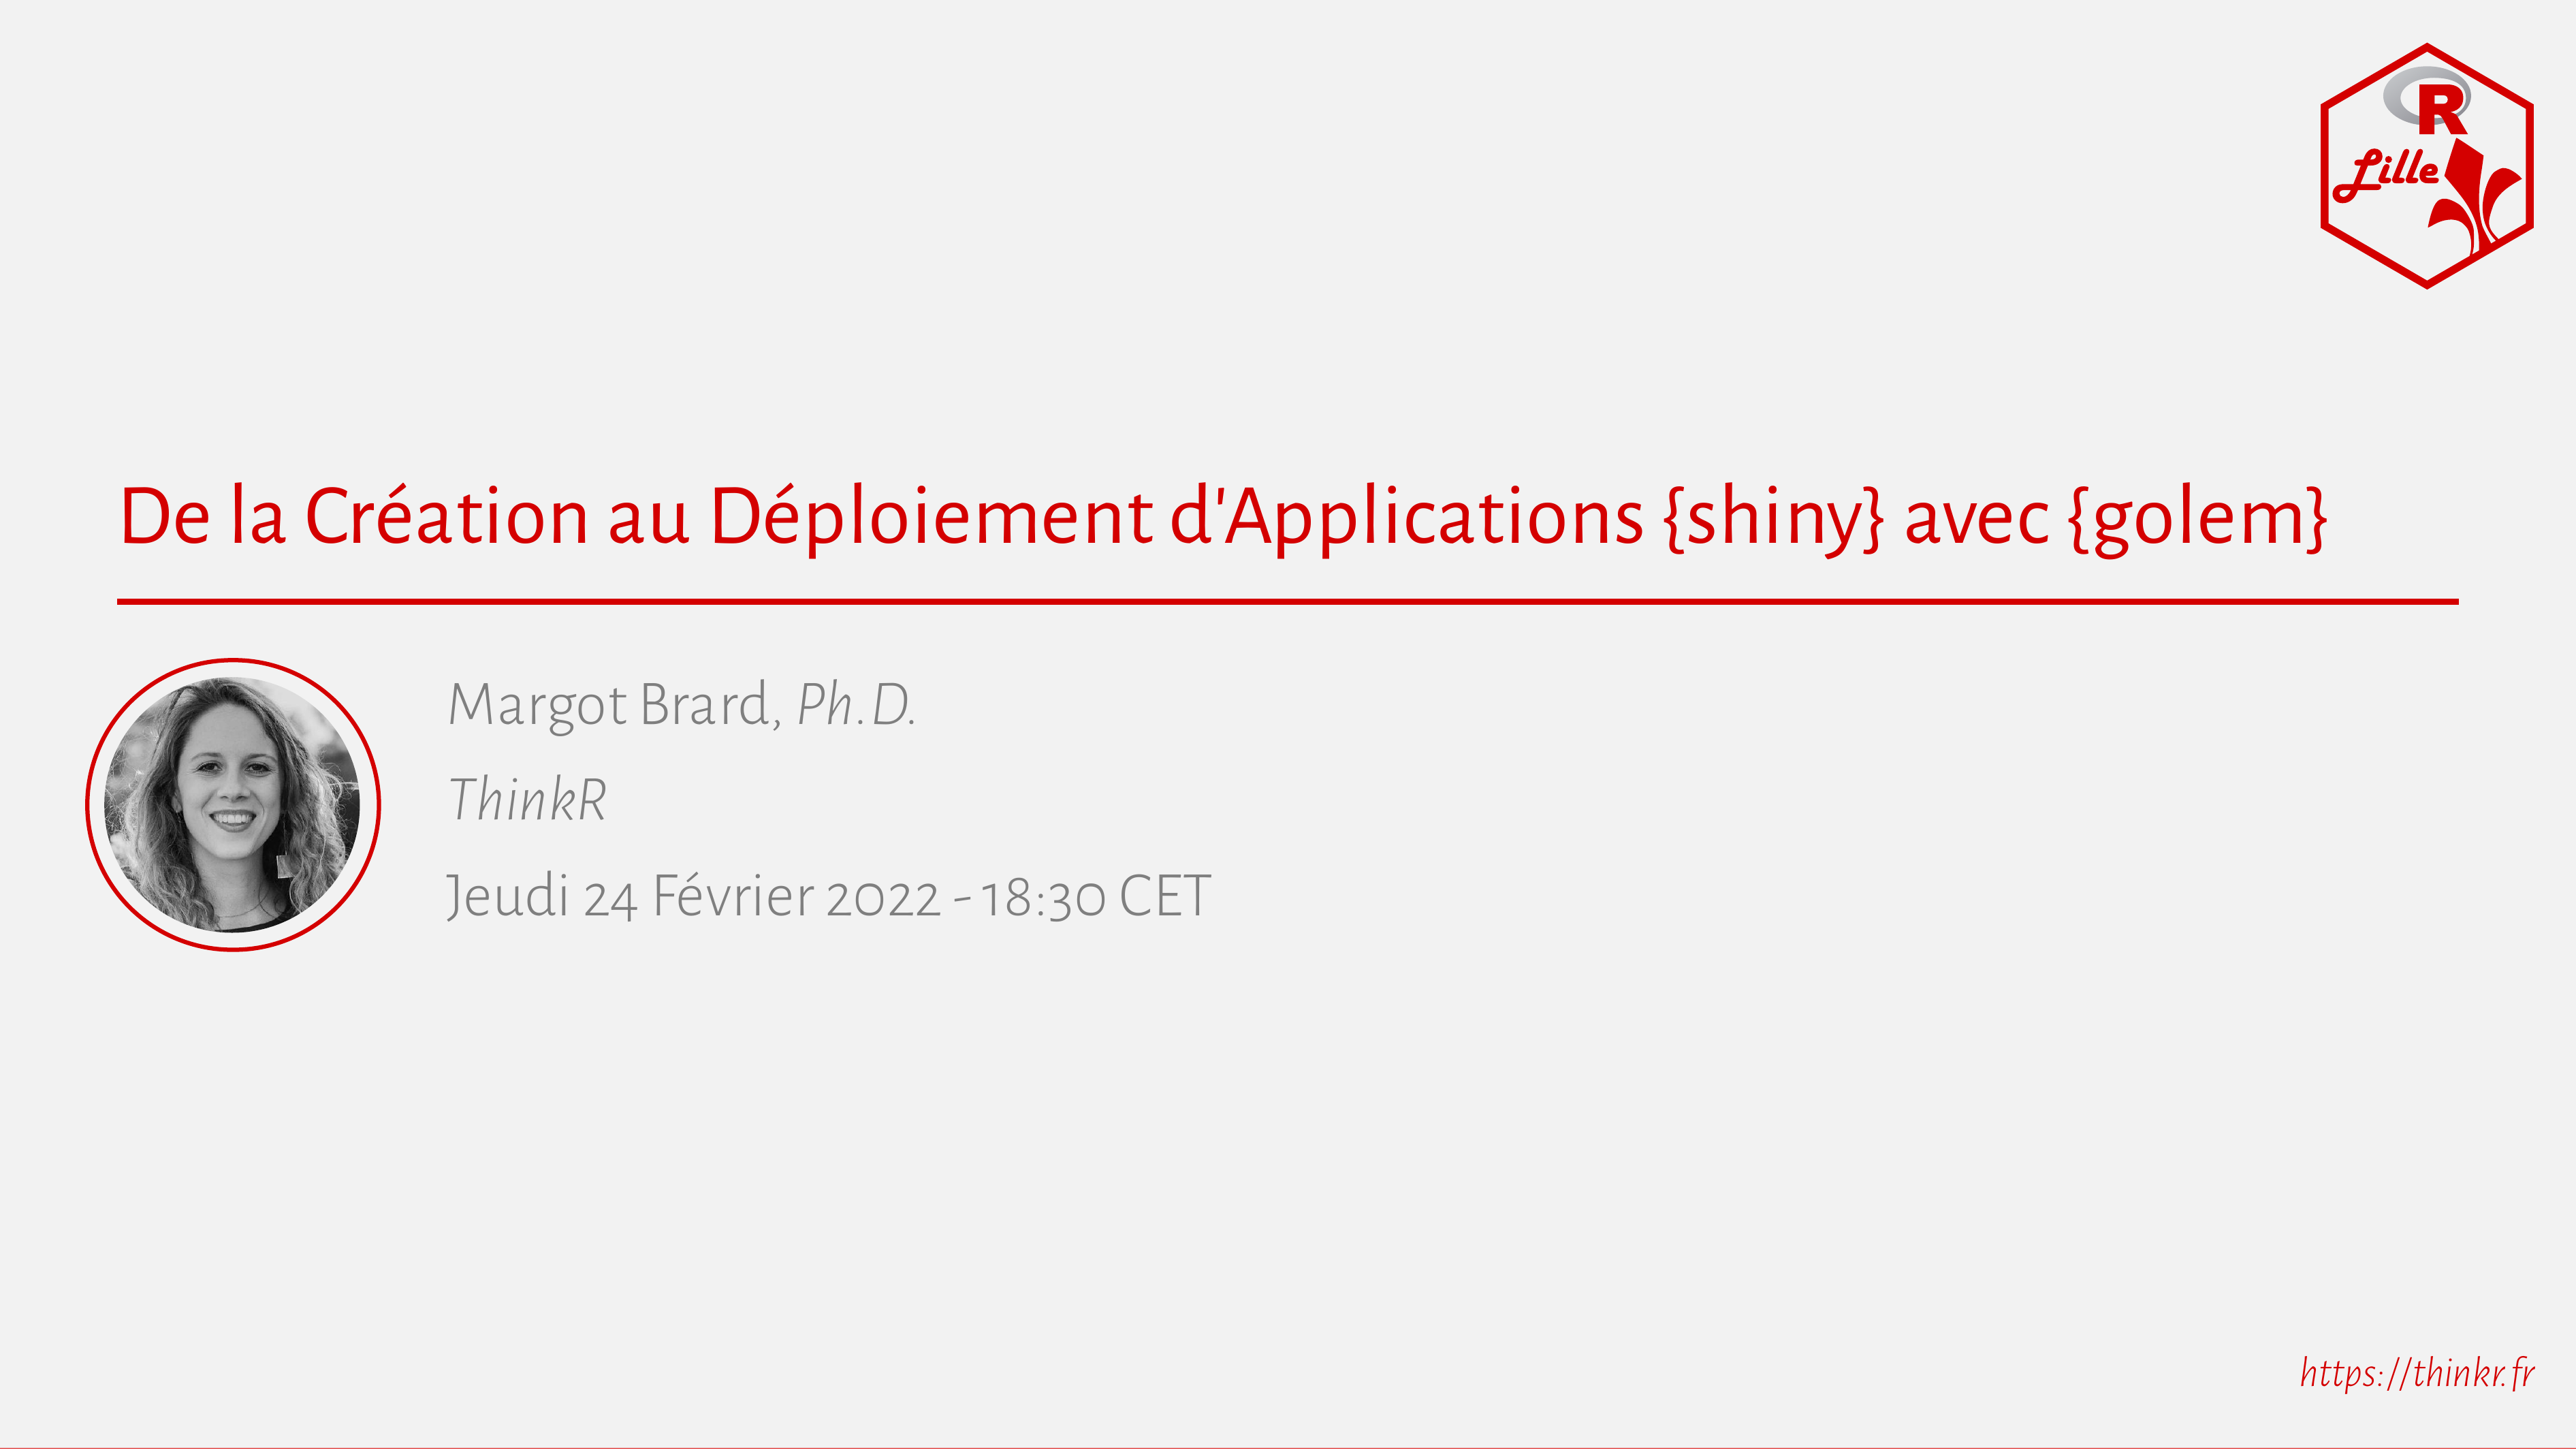 R
Lille
De la Création au Déploiement d'Applications {shiny} avec {golem}
Margot Brard, Ph.D.
ThinkR
Jeudi 24 Février 2022 - 18:30 CET
https://thinkr.fr